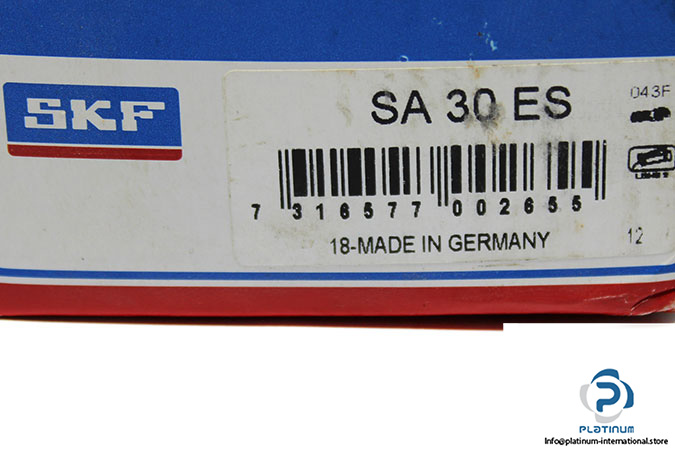 SKF
SA 30 ES
043F
7 316577 002655
18-MADE IN GERMANY
12
PLATINUM
Info@platinum-international.store